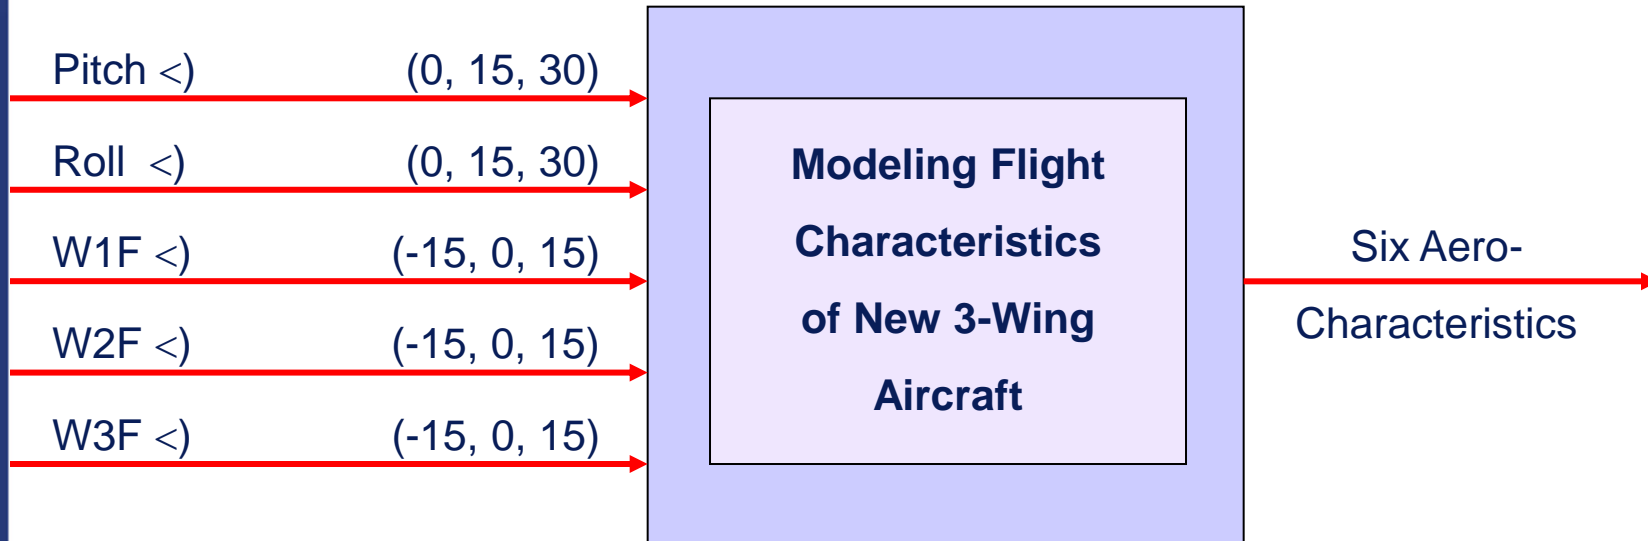 Pitch <) (0, 15, 30)
Roll <) (0, 15, 30)
W1F <) (-15, 0, 15)
W2F <) (-15, 0, 15)
W3F <) (-15, 0, 15)
Modeling Flight
Characteristics
of New 3-Wing
Aircraft
Six Aero-
Characteristics